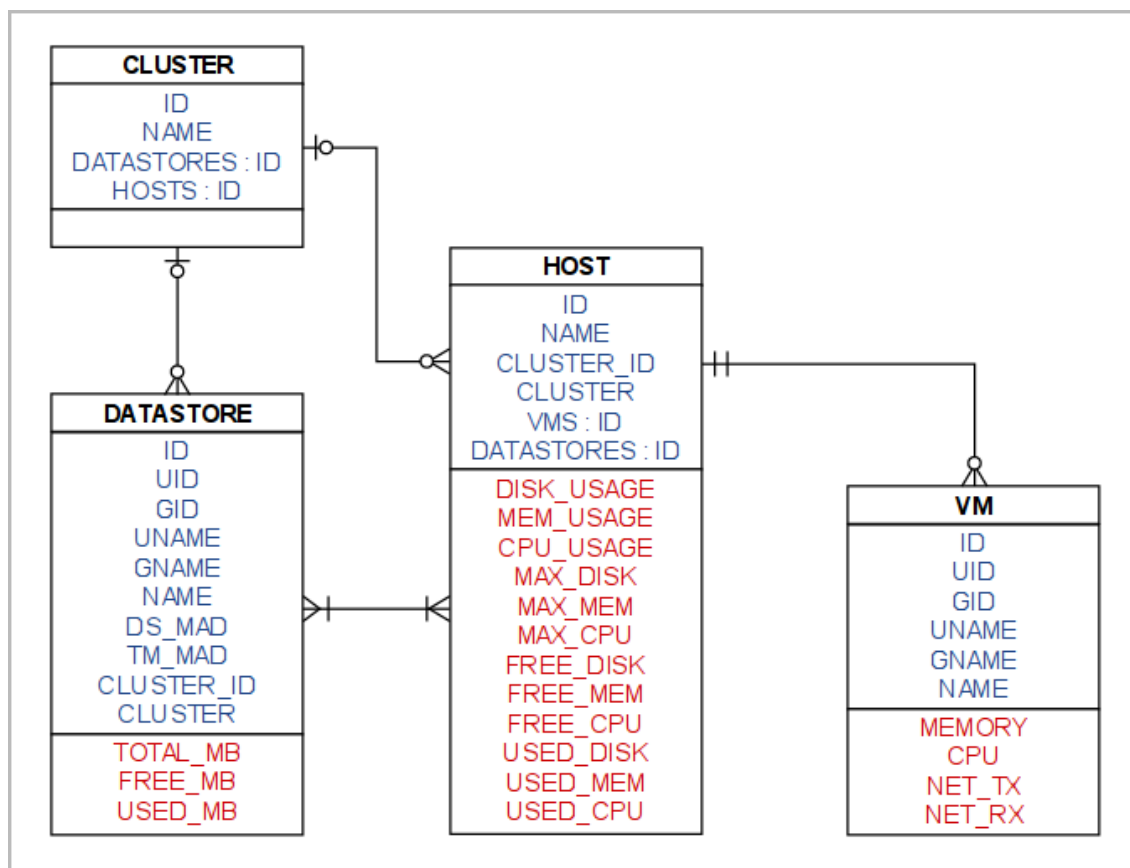 CLUSTER
ID
NAME
DATASTORES : ID
HOSTS : ID
HOST
ID
NAME
CLUSTER_ID
CLUSTER
VMS : ID
DATASTORES : ID
DISK_USAGE
MEM_USAGE
CPU_USAGE
MAX_DISK
MAX_MEM
MAX_CPU
FREE_DISK
FREE_MEM
FREE_CPU
USED_DISK
USED_MEM
USED_CPU
DATASTORE
ID
UID
GID
UNAME
GNAME
NAME
DS_MAD
TM_MAD
CLUSTER_ID
CLUSTER
TOTAL_MB
FREE_MB
USED_MB
VM
ID
UID
GID
UNAME
GNAME
NAME
MEMORY
CPU
NET_TX
NET_RX